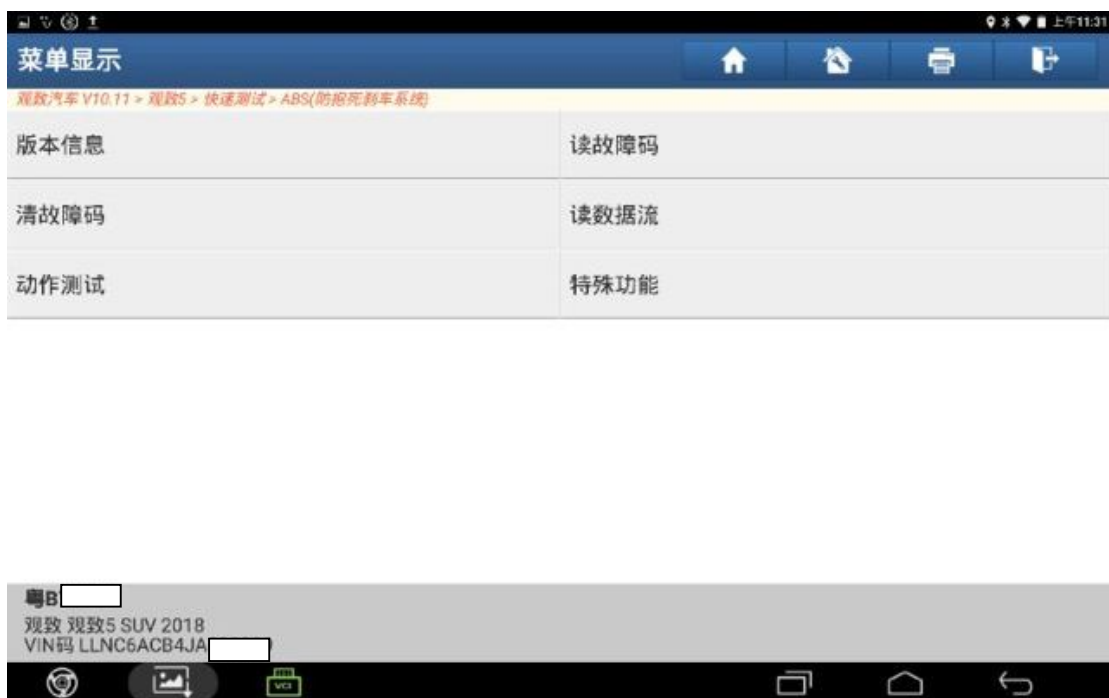 上午11:31
菜单显示
观致汽车 V10.11 > 观致5 > 快速测试 > ABS(防抱死刹车系统)
版本信息
读故障码
清故障码
读数据流
动作测试
特殊功能
粤B
观致 观致5 SUV 2018
VIN码 LLNC6ACB4JA
VCI